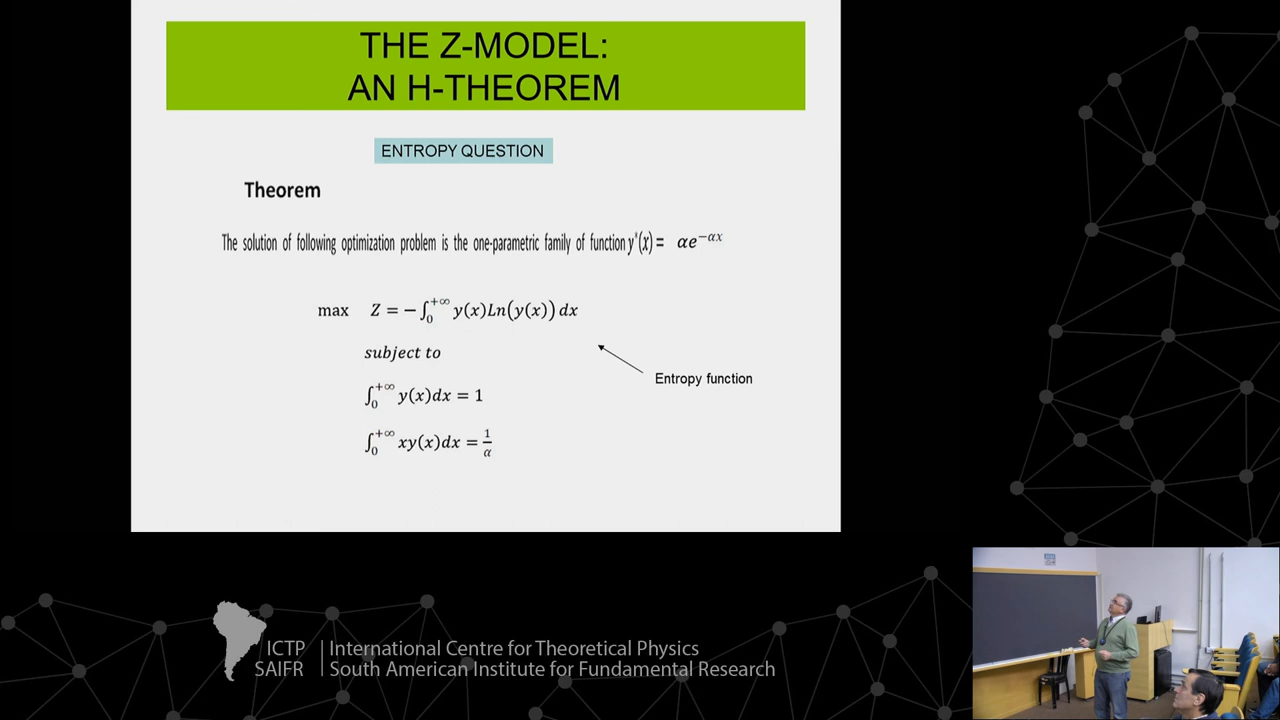 THE Z-MODEL:
AN H-THEOREM
ENTROPY QUESTION
Theorem
The solution of following optimization problem is the one-parametric family of function y*(x) = αe^{−αx}
max Z = −∫₀^{+∞} y(x)Ln(y(x)) dx
subject to
∫₀^{+∞} y(x)dx = 1
Entropy function
∫₀^{+∞} xy(x)dx = 1/α
ICTP | International Centre for Theoretical Physics
SAIFR | South American Institute for Fundamental Research